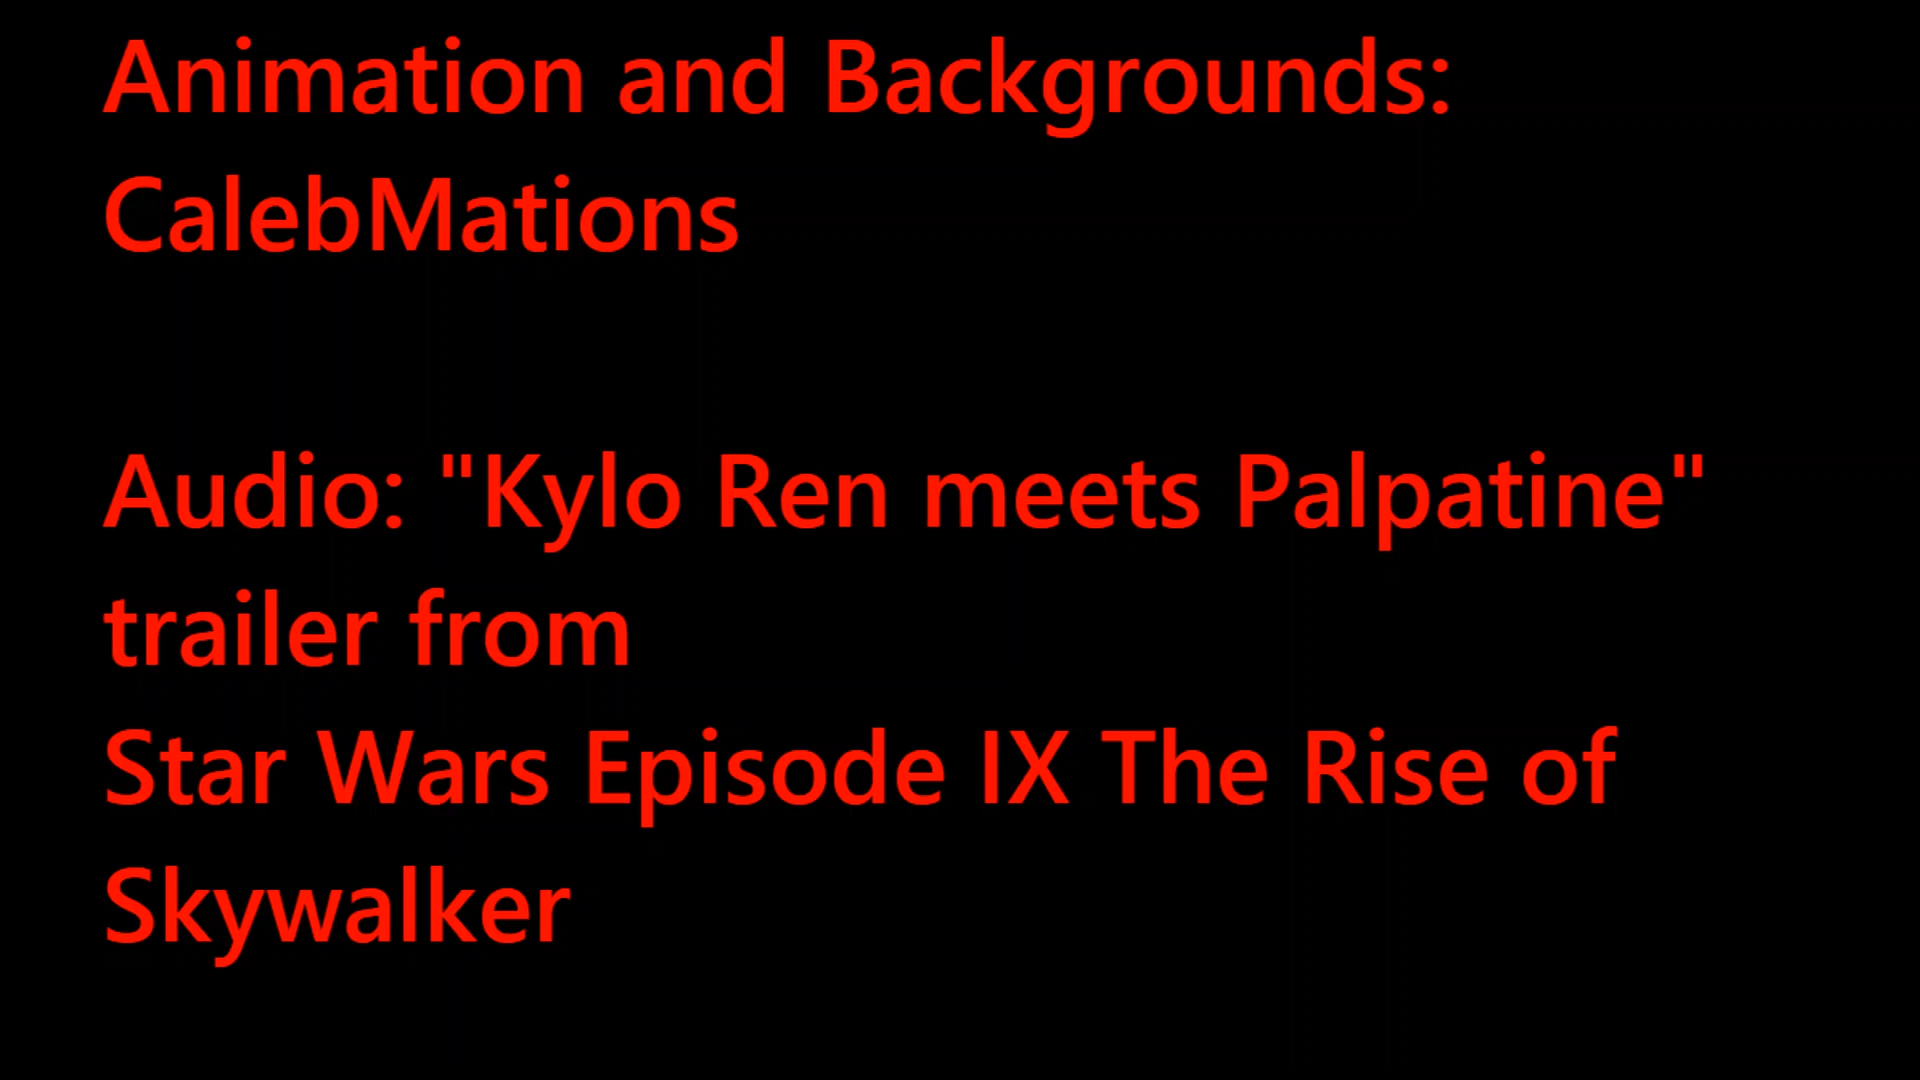 Animation and Backgrounds:
CalebMations
Audio: "Kylo Ren meets Palpatine"
trailer from
Star Wars Episode IX The Rise of
Skywalker